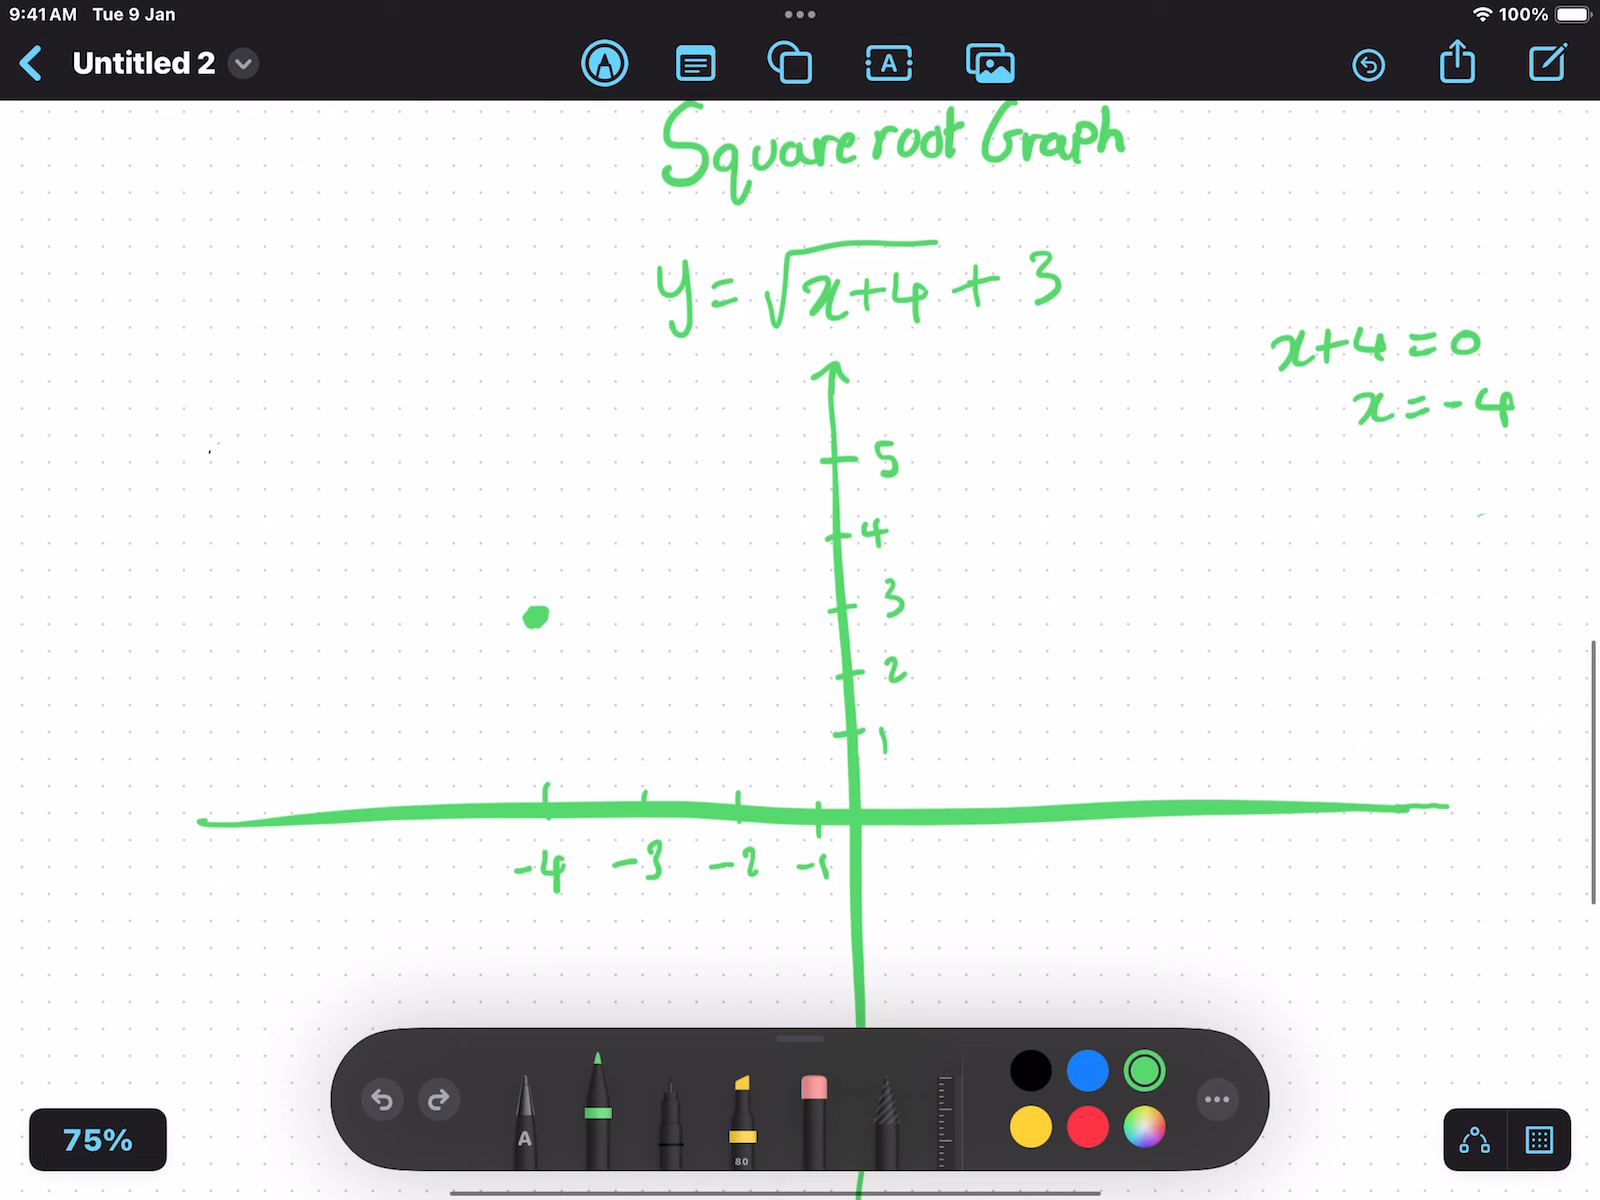 9:41 AM Tue 9 Jan
100%
Untitled 2
A
Square root Graph
y = √x+4 + 3
x+4 = 0
x = -4
5
4
3
2
1
-4 -3 -2 -1
A
80
75%